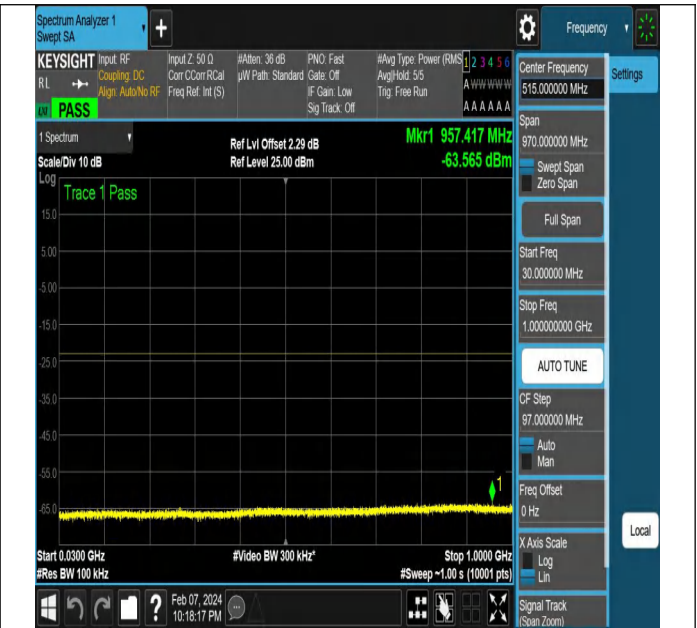 Spectrum Analyzer 1
Swept SA
Frequency
KEYSIGHT
RL
PASS
Input: RF
Coupling: DC
Align: Auto/No RF
Input Z: 50 Ω
Corr CCorr RCal
Freq Ref: Int (S)
#Atten: 36 dB
µW Path: Standard
PNO: Fast
Gate: Off
IF Gain: Low
Sig Track: Off
#Avg Type: Power (RMS
Avg|Hold: 5/5
Trig: Free Run
1 2 3 4 5 6
A W W W W W
A A A A A A
1 Spectrum
Scale/Div 10 dB
Ref Lvl Offset 2.29 dB
Ref Level 25.00 dBm
Mkr1 957.417 MHz
-63.565 dBm
Log
Trace 1 Pass
15.0
5.00
-5.00
-15.0
-25.0
-35.0
-45.0
-55.0
-65.0
1
Start 0.0300 GHz
#Res BW 100 kHz
#Video BW 300 kHz*
Stop 1.0000 GHz
#Sweep ~1.00 s (10001 pts)
Feb 07, 2024
10:18:17 PM
Center Frequency
515.000000 MHz
Settings
Span
970.000000 MHz
Swept Span
Zero Span
Full Span
Start Freq
30.000000 MHz
Stop Freq
1.000000000 GHz
AUTO TUNE
CF Step
97.000000 MHz
Auto
Man
Freq Offset
0 Hz
Local
X Axis Scale
Log
Lin
Signal Track
(Span Zoom)